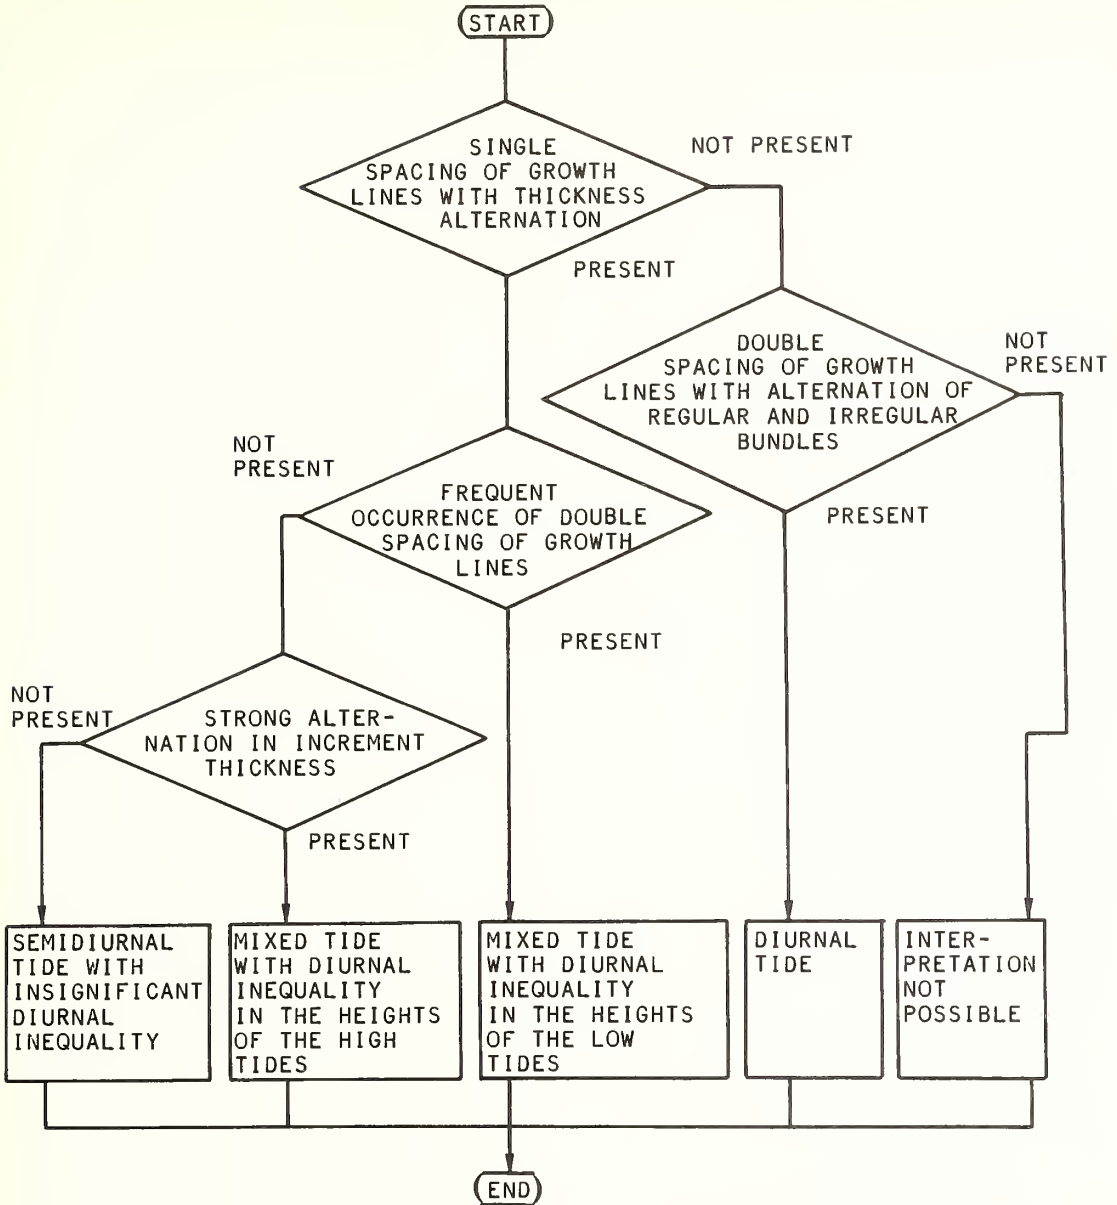 START
SINGLE
SPACING OF GROWTH
LINES WITH THICKNESS
ALTERNATION
NOT PRESENT
PRESENT
DOUBLE
SPACING OF GROWTH
LINES WITH ALTERNATION OF
REGULAR AND IRREGULAR
BUNDLES
NOT
PRESENT
PRESENT
NOT
PRESENT
FREQUENT
OCCURRENCE OF DOUBLE
SPACING OF GROWTH
LINES
PRESENT
NOT
PRESENT
STRONG ALTER-
NATION IN INCREMENT
THICKNESS
PRESENT
SEMIDIURNAL
TIDE WITH
INSIGNIFICANT
DIURNAL
INEQUALITY
MIXED TIDE
WITH DIURNAL
INEQUALITY
IN THE HEIGHTS
OF THE HIGH
TIDES
MIXED TIDE
WITH DIURNAL
INEQUALITY
IN THE HEIGHTS
OF THE LOW
TIDES
DIURNAL
TIDE
INTER-
PRETATION
NOT
POSSIBLE
END